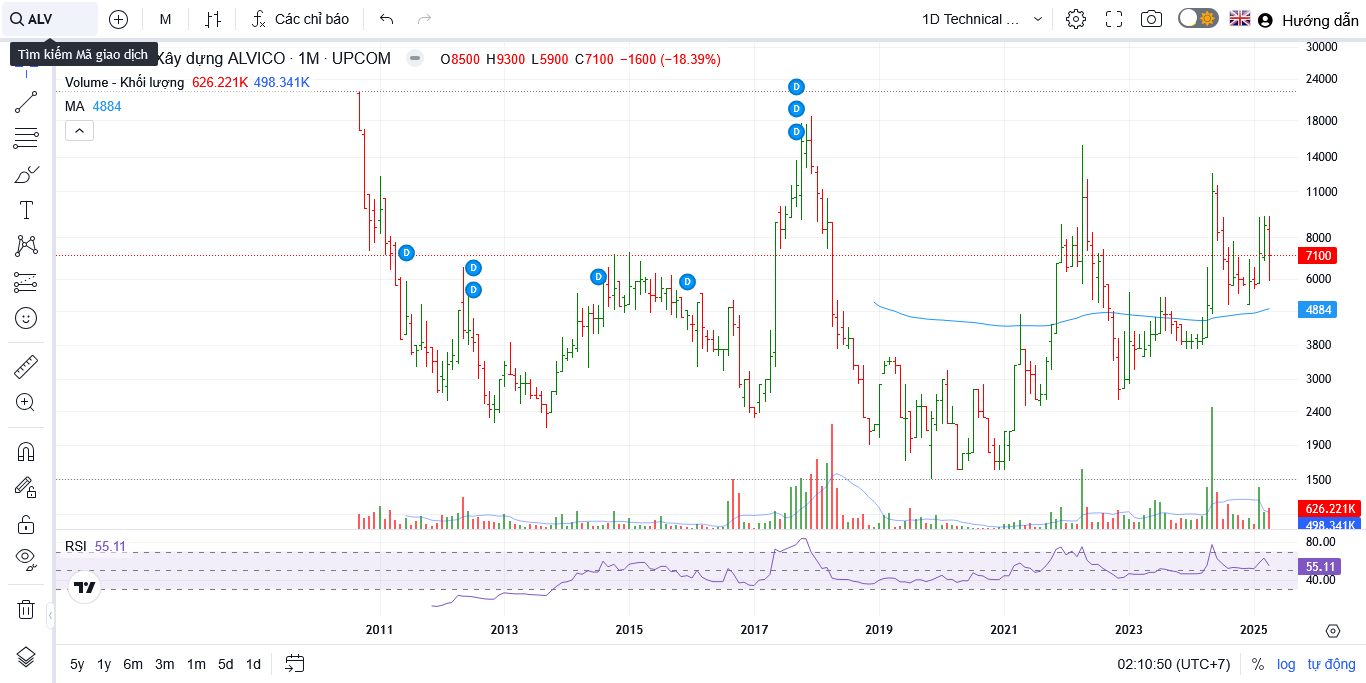 ALV
M
Các chỉ báo
1D Technical ...
Hướng dẫn
Tìm kiếm Mã giao dịch
Xây dựng ALVICO · 1M · UPCOM
O8500 H9300 L5900 C7100 −1600 (−18.39%)
Volume - Khối lượng 626.221K 498.341K
MA 4884
D
D
D
D
D
D
D
D
30000
24000
18000
14000
11000
8000
7100
6000
4884
3800
3000
2400
1900
1500
626.221K
498.341K
RSI 55.11
80.00
55.11
40.00
2011 2013 2015 2017 2019 2021 2023 2025
5y 1y 6m 3m 1m 5d 1d
02:10:50 (UTC+7) % log tự động